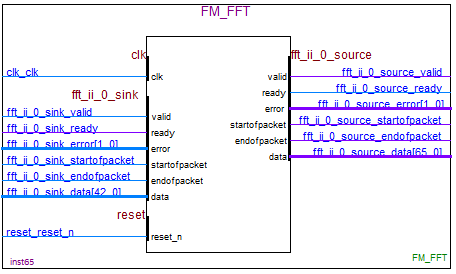 FM_FFT
clk fft_ii_0_source
clk_clk clk valid fft_ii_0_source_valid
fft_ii_0_sink ready fft_ii_0_source_ready
fft_ii_0_sink_valid valid error fft_ii_0_source_error[1..0]
fft_ii_0_sink_ready ready startofpacket fft_ii_0_source_startofpacket
fft_ii_0_sink_error[1..0] error endofpacket fft_ii_0_source_endofpacket
fft_ii_0_sink_startofpacket startofpacket data fft_ii_0_source_data[65..0]
fft_ii_0_sink_endofpacket endofpacket
fft_ii_0_sink_data[42..0] data
reset
reset_reset_n reset_n
inst65 FM_FFT